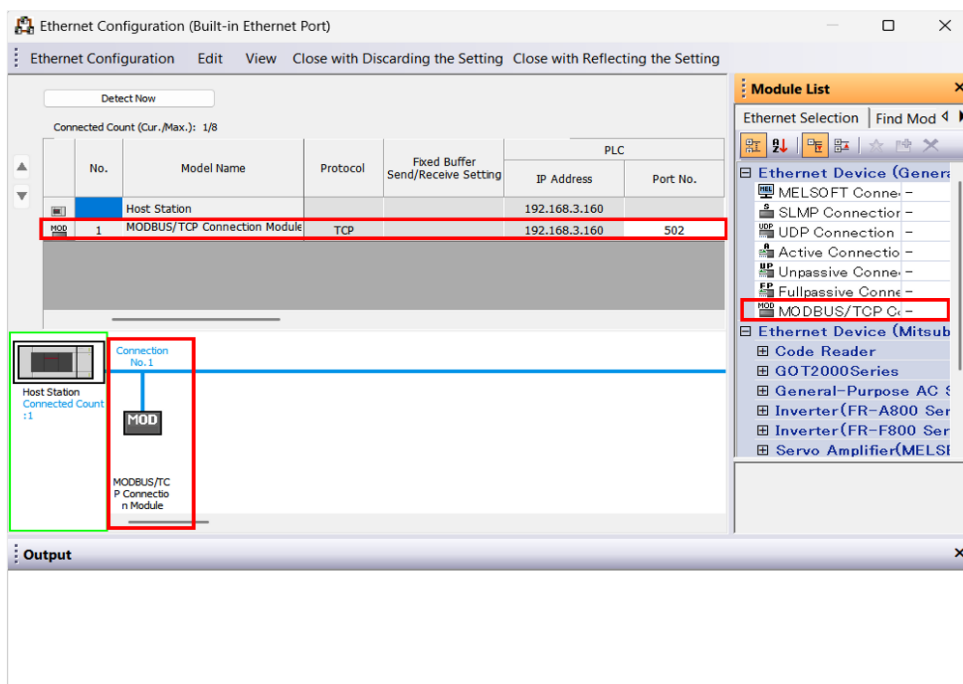 Ethernet Configuration (Built-in Ethernet Port)
Ethernet Configuration Edit View Close with Discarding the Setting Close with Reflecting the Setting
Detect Now
Connected Count (Cur./Max.): 1/8
No. Model Name Protocol Fixed Buffer Send/Receive Setting PLC
IP Address Port No.
Host Station 192.168.3.160
MOD 1 MODBUS/TCP Connection Module TCP 192.168.3.160 502
Connection
No.1
Host Station
Connected Count
:1
MOD
MODBUS/TC
P Connectio
n Module
Module List
Ethernet Selection Find Mod
Ethernet Device (Genera
MEL MELSOFT Conne -
S SLMP Connection -
UDP UDP Connection -
A Active Connectio -
UP Unpassive Conne -
FP Fullpassive Conne -
MOD MODBUS/TCP C -
Ethernet Device (Mitsub
Code Reader
GOT2000Series
General-Purpose AC S
Inverter(FR-A800 Ser
Inverter(FR-F800 Ser
Servo Amplifier(MELSE
Output